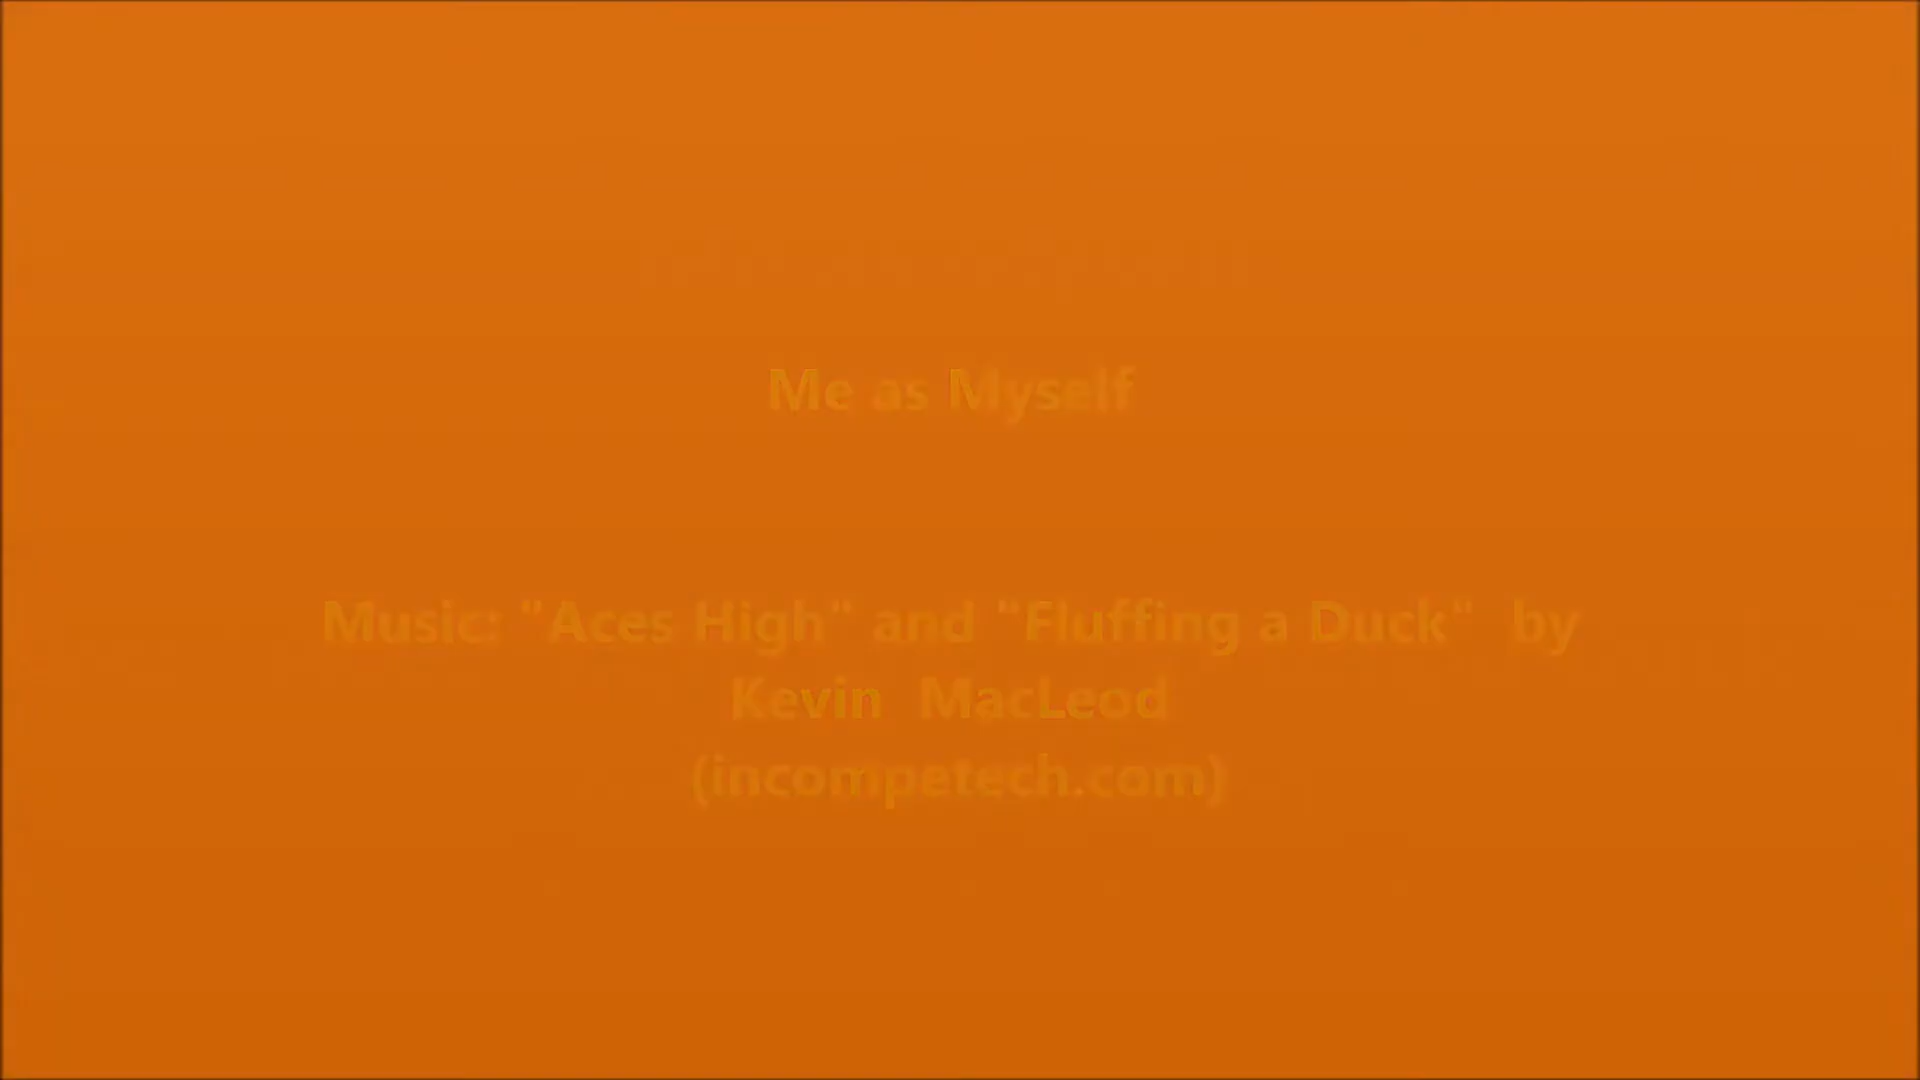 Me as Myself
Music: "Aces High" and "Fluffing a Duck" by
Kevin MacLeod
(incompetech.com)